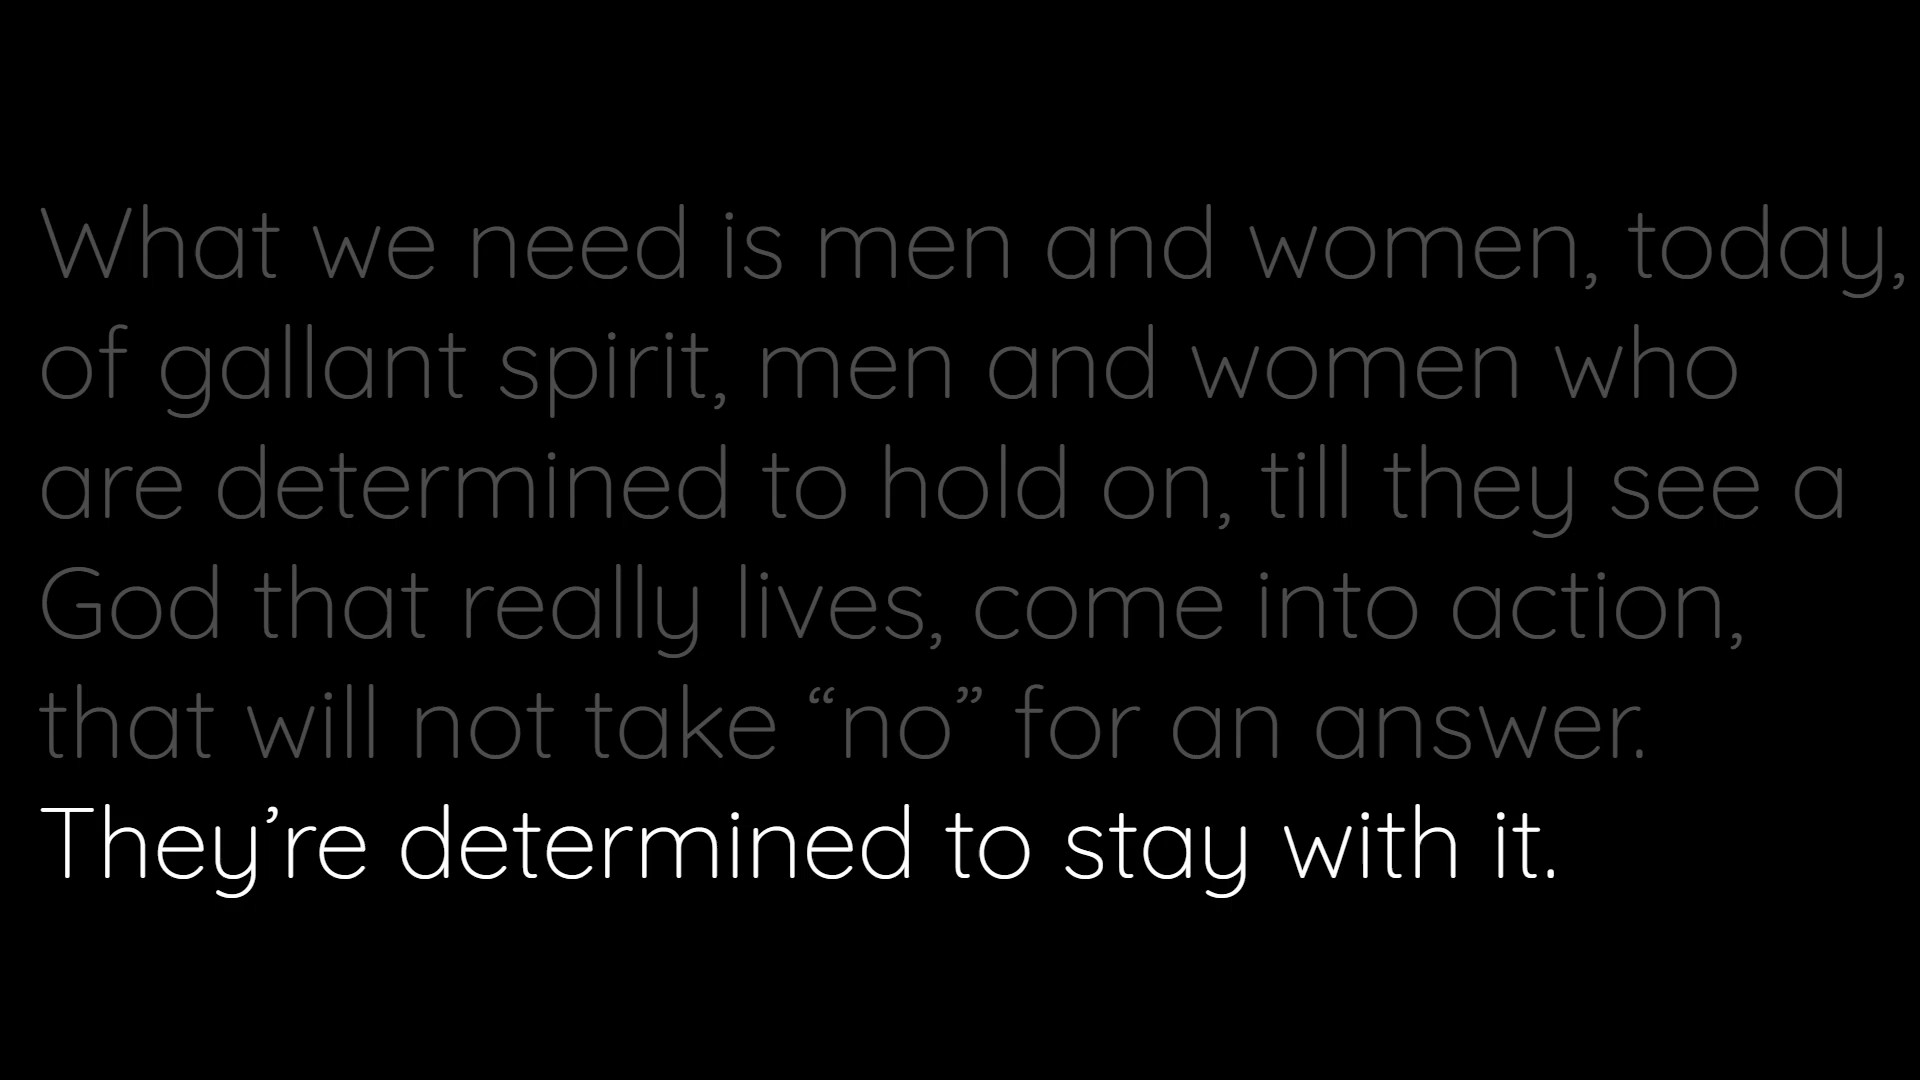 What we need is men and women, today,
of gallant spirit, men and women who
are determined to hold on, till they see a
God that really lives, come into action,
that will not take “no” for an answer.
They’re determined to stay with it.